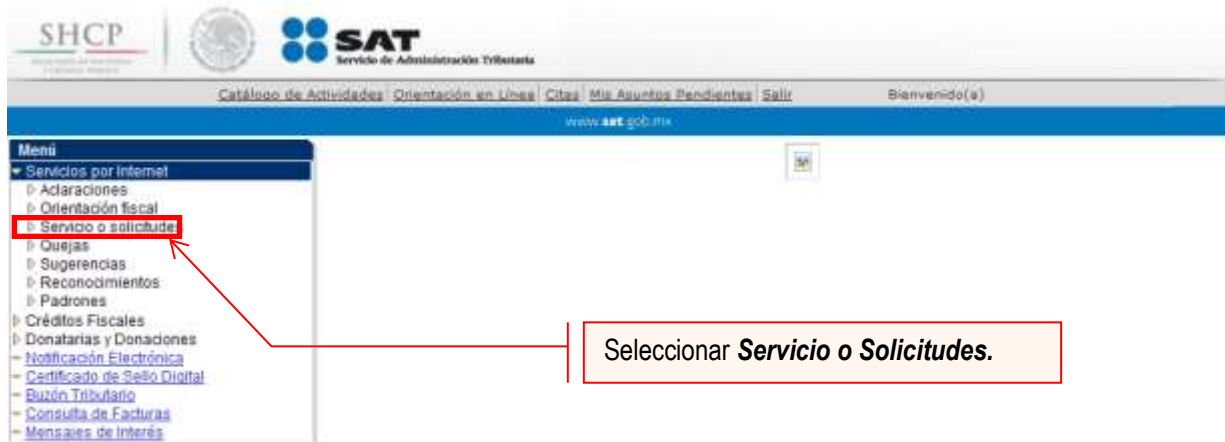 SHCP
SAT
Servicio de Administración Tributaria
Catálogo de Actividades Orientación en Línea Citas Mis Asuntos Pendientes Salir Bienvenido(a)
www.sat.gob.mx
Menú
Servicios por Internet
Aclaraciones
Orientación fiscal
Servicio o solicitudes
Quejas
Sugerencias
Reconocimientos
Padrones
Créditos Fiscales
Donatarias y Donaciones
Notificación Electrónica
Certificado de Sello Digital
Buzón Tributario
Consulta de Facturas
Mensajes de Interés
Seleccionar Servicio o Solicitudes.